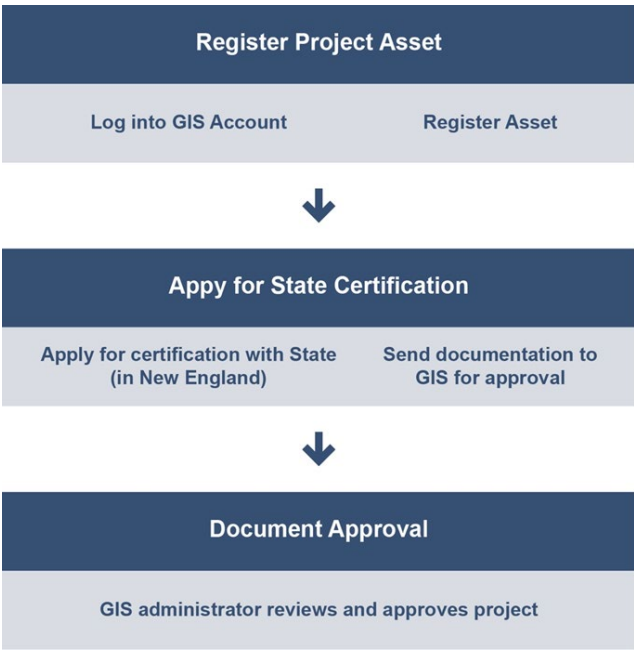 Register Project Asset
Log into GIS Account
Register Asset
Appy for State Certification
Apply for certification with State
(in New England)
Send documentation to
GIS for approval
Document Approval
GIS administrator reviews and approves project